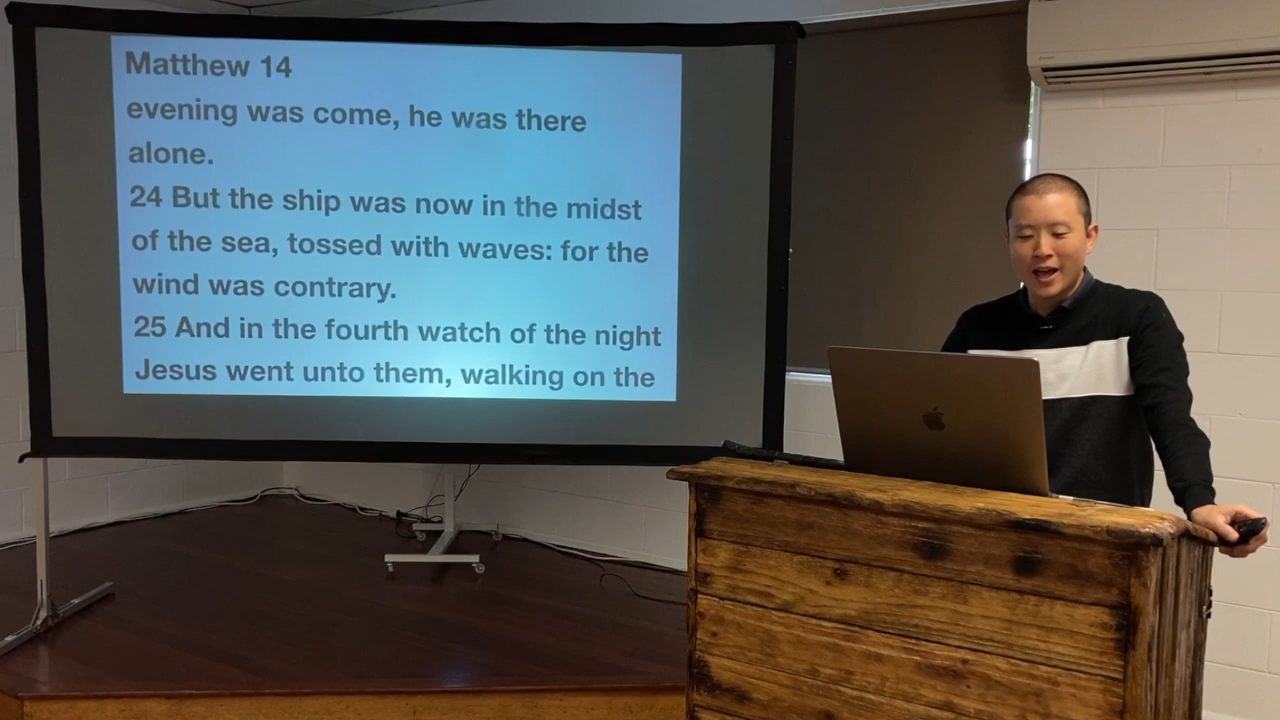 Matthew 14
evening was come, he was there
alone.
24 But the ship was now in the midst
of the sea, tossed with waves: for the
wind was contrary.
25 And in the fourth watch of the night
Jesus went unto them, walking on the